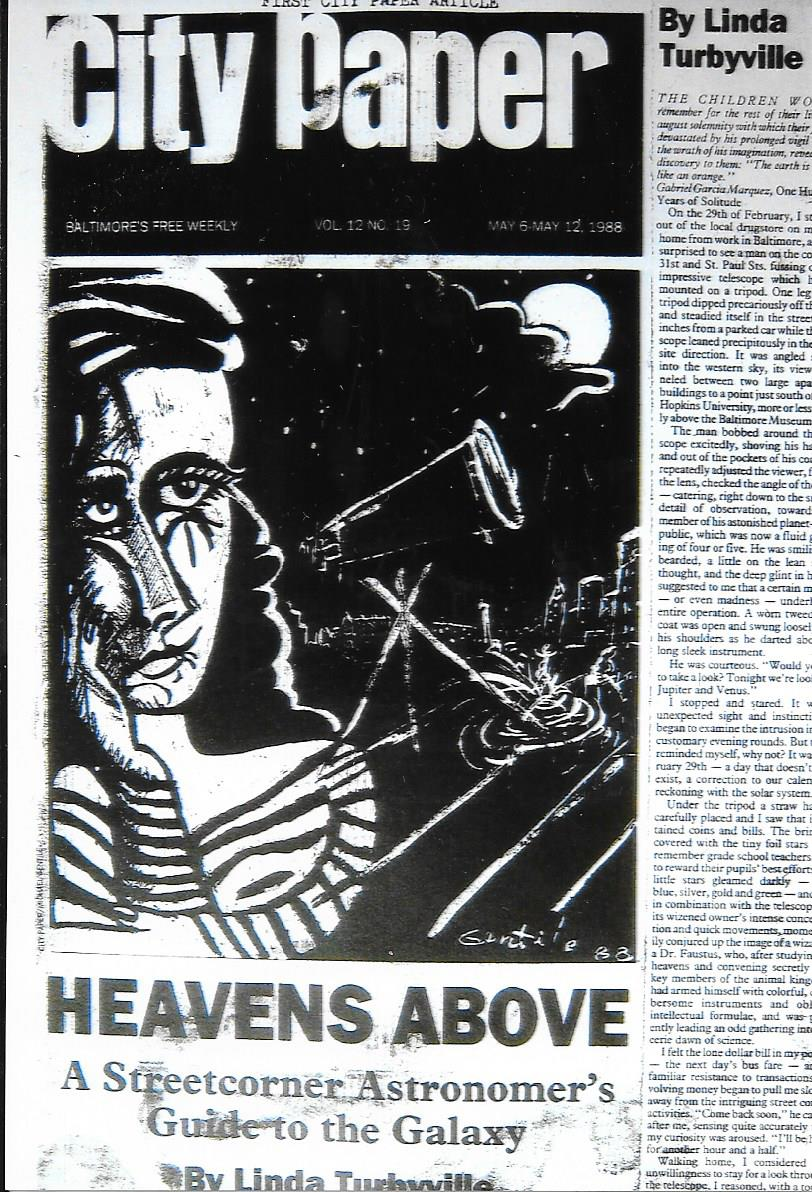 FIRST CITY PAPER ARTICLE
City Paper
BALTIMORE'S FREE WEEKLY VOL. 12 NO. 19 MAY 6-MAY 12, 1988
Gentile 88
HEAVENS ABOVE
A Streetcorner Astronomer's
Guide to the Galaxy
By Linda Turbyville
By Linda
Turbyville
THE CHILDREN WO
remember for the rest of their li
august solemnity with which their
devastated by his prolonged vigil
the wrath of his imagination, reve
discovery to them: "The earth is
like an orange."
Gabriel Garcia Marquez, One Hu
Years of Solitude
On the 29th of February, I s
out of the local drugstore on m
home from work in Baltimore, a
surprised to see a man on the co
31st and St. Paul Sts. fussing
impressive telescope which h
mounted on a tripod. One leg
tripod dipped precariously off t
and steadied itself in the street
inches from a parked car while t
scope leaned precipitously in the
site direction. It was angled
into the western sky, its view
neled between two large apa
buildings to a point just south o
Hopkins University, more or less
ly above the Baltimore Museum
The man bobbed around th
scope excitedly, shoving his ha
and out of the pockets of his co
repeatedly adjusted the viewer, f
the lens, checked the angle of the
— catering, right down to the s
detail of observation, toward
member of his astonished planet-
public, which was now a fluid g
ing of four or five. He was smili
bearded, a little on the lean
thought, and the deep glint in h
suggested to me that a certain m
— or even madness — underl
entire operation. A worn tweed
coat was open and swung loosel
his shoulders as he darted abo
long sleek instrument.
He was courteous. "Would y
to take a look? Tonight we're loo
Jupiter and Venus."
I stopped and stared. It w
unexpected sight and instincti
began to examine the intrusion in
customary evening rounds. But
reminded myself, why not? It wa
ruary 29th — a day that doesn't
exist, a correction to our calen
reckoning with the solar system.
Under the tripod a straw ha
carefully placed and I saw that i
tained coins and bills. The brim
covered with the tiny foil stars
remember grade school teachers
to reward their pupils' best efforts
little stars gleamed darkly —
blue, silver, gold and green — and
in combination with the telescop
its wizened owner's intense conce
tion and quick movements, mome
ily conjured up the image of a wiza
a Dr. Faustus, who, after studyin
heavens and convening secretly
key members of the animal king
had armed himself with colorful,
bersome instruments and obl
intellectual formulae, and was
ently leading an odd gathering int
eerie dawn of science.
I felt the lone dollar bill in my po
— the next day's bus fare — a
familiar resistance to transactions
volving money began to pull me slo
away from the intriguing street co
activities. "Come back soon," he ca
after me, sensing quite accurately
my curiosity was aroused. "I'll be
for another hour and a half."
Walking home, I considered
unwillingness to stay for a look thro
the telescope. I reasoned, with a to